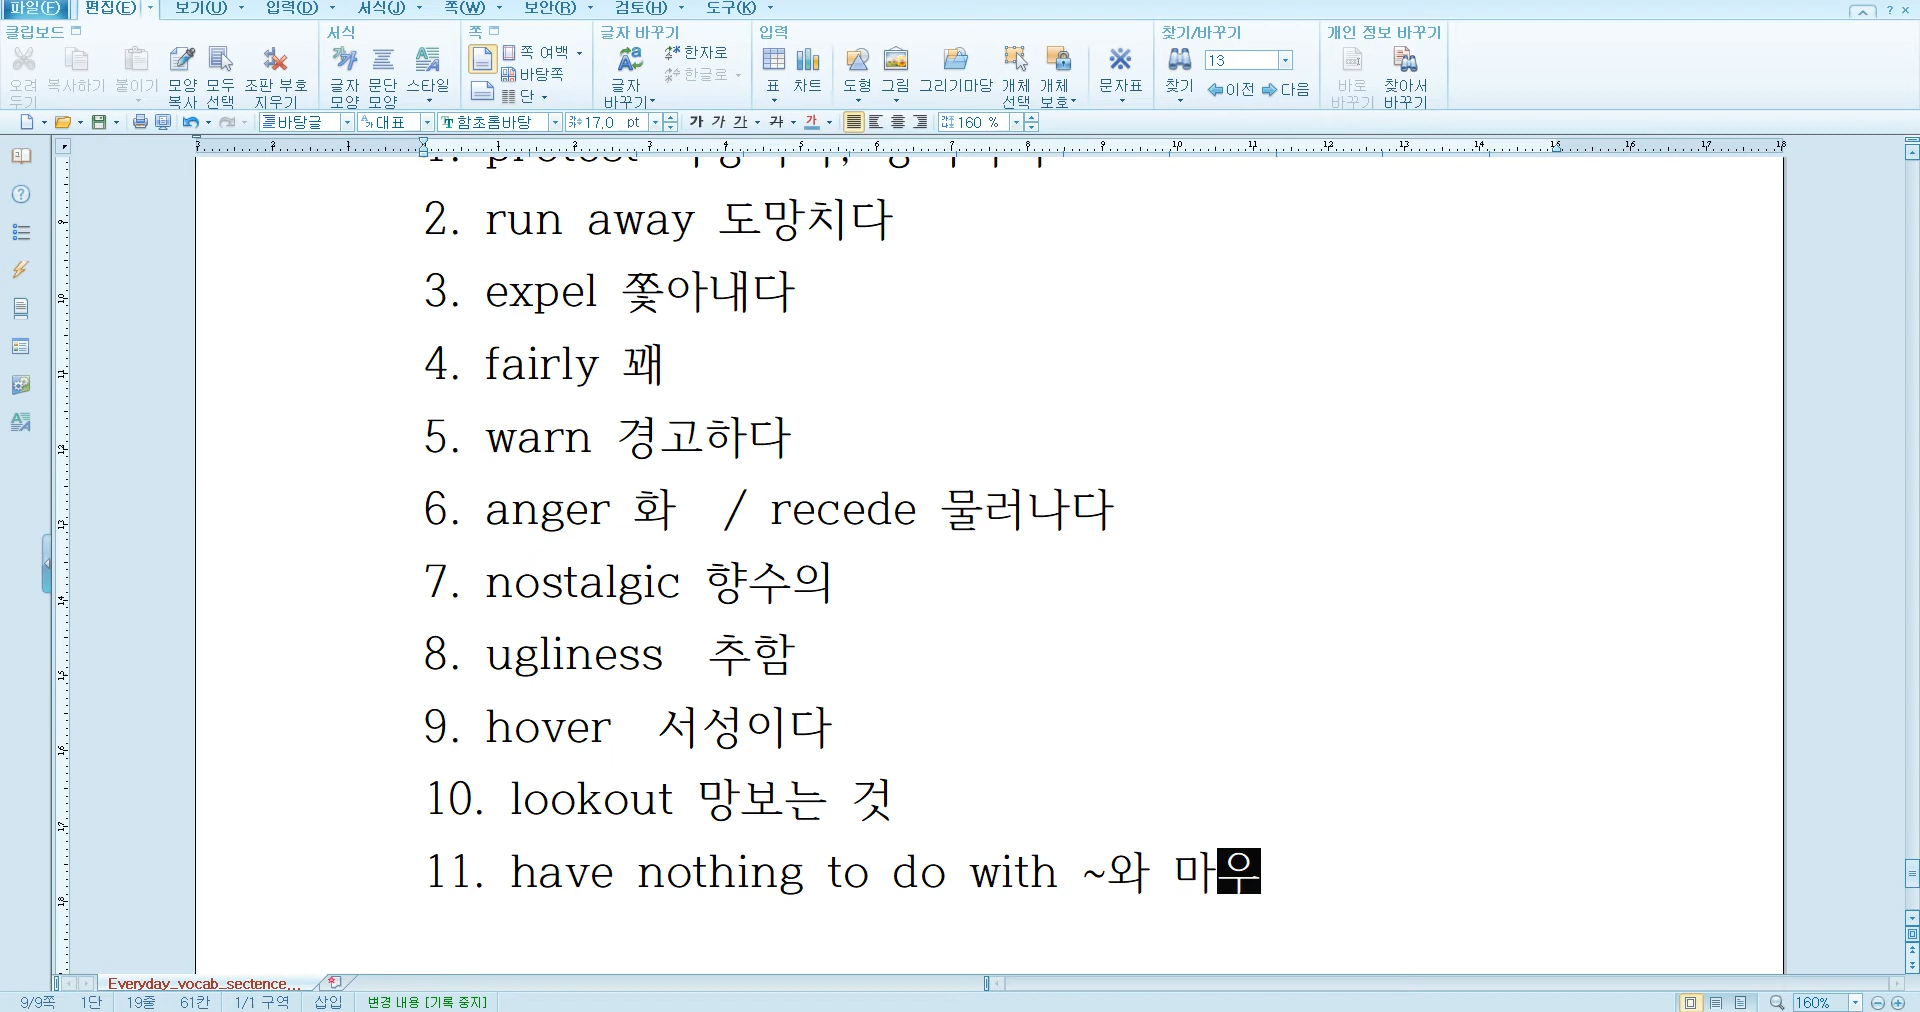 파일(F) 편집(E) 보기(U) 입력(D) 서식(J) 쪽(W) 보안(R) 검토(H) 도구(K)
클립보드 서식 쪽 글자 바꾸기 입력 찾기/바꾸기 개인 정보 바꾸기
오려 두기 복사하기 붙이기 모양 복사 모두 선택 조판 부호 지우기 글자 모양 문단 모양 스타일 쪽 여백 바탕쪽 단 글자 바꾸기 한자로 한글로 표 차트 도형 그림 그리기마당 개체 선택 개체 보호 문자표 찾기 13 이전 다음 바로 바꾸기 찾아서 바꾸기
바탕글 대표 함초롬바탕 17,0 pt 가 가 가 가 가 160 %
1. protest
2. run away 도망치다
3. expel 쫓아내다
4. fairly 꽤
5. warn 경고하다
6. anger 화 / recede 물러나다
7. nostalgic 향수의
8. ugliness 추함
9. hover 서성이다
10. lookout 망보는 것
11. have nothing to do with ~와 마우
Everyday_vocab_sectence...
9/9쪽 1단 19줄 61칸 1/1 구역 삽입 변경 내용 [기록 중지] 160%